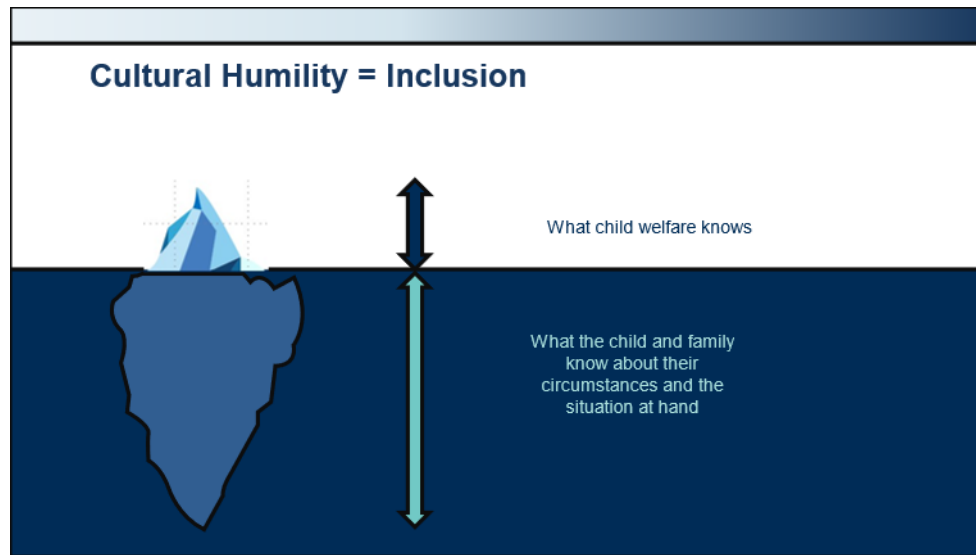 Cultural Humility = Inclusion
What child welfare knows
What the child and family
know about their
circumstances and the
situation at hand